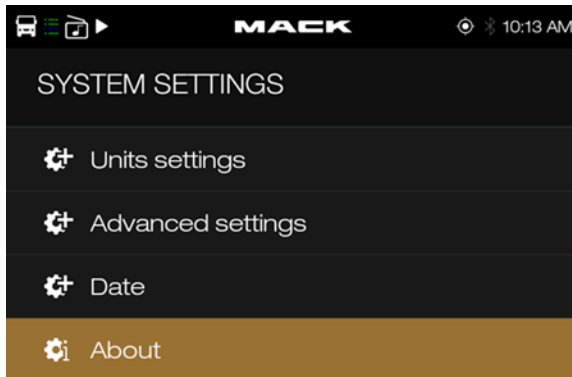 MACK
10:13 AM
SYSTEM SETTINGS
Units settings
Advanced settings
Date
About